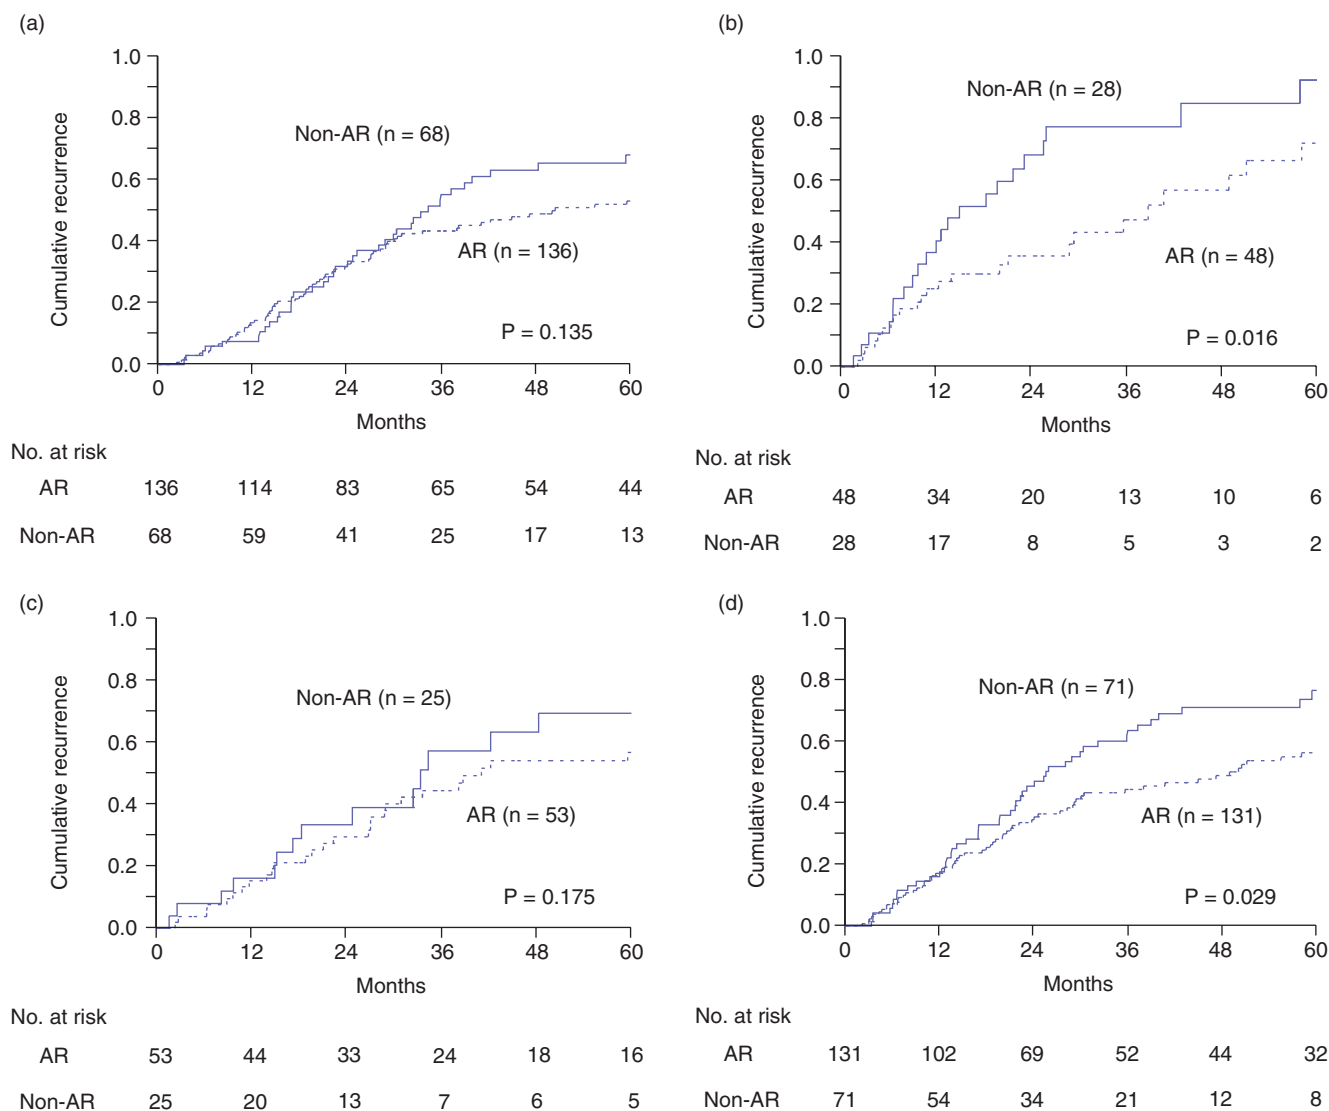 (a)
1.0
0.8
0.6
0.4
0.2
0.0
Cumulative recurrence
Non-AR (n = 68)
AR (n = 136)
P = 0.135
0 12 24 36 48 60
Months
No. at risk
AR 136 114 83 65 54 44
Non-AR 68 59 41 25 17 13
(b)
1.0
0.8
0.6
0.4
0.2
0.0
Cumulative recurrence
Non-AR (n = 28)
AR (n = 48)
P = 0.016
0 12 24 36 48 60
Months
No. at risk
AR 48 34 20 13 10 6
Non-AR 28 17 8 5 3 2
(c)
1.0
0.8
0.6
0.4
0.2
0.0
Cumulative recurrence
Non-AR (n = 25)
AR (n = 53)
P = 0.175
0 12 24 36 48 60
Months
No. at risk
AR 53 44 33 24 18 16
Non-AR 25 20 13 7 6 5
(d)
1.0
0.8
0.6
0.4
0.2
0.0
Cumulative recurrence
Non-AR (n = 71)
AR (n = 131)
P = 0.029
0 12 24 36 48 60
Months
No. at risk
AR 131 102 69 52 44 32
Non-AR 71 54 34 21 12 8